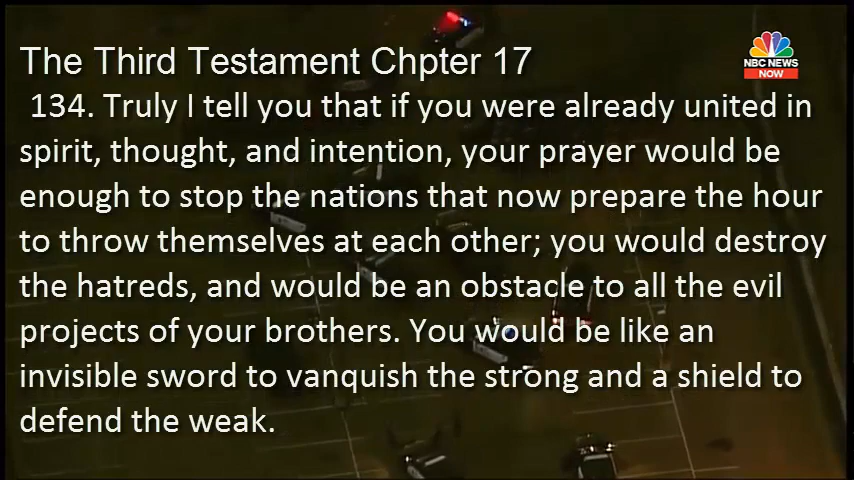 The Third Testament Chpter 17
NBC NEWS
NOW
134. Truly I tell you that if you were already united in
spirit, thought, and intention, your prayer would be
enough to stop the nations that now prepare the hour
to throw themselves at each other; you would destroy
the hatreds, and would be an obstacle to all the evil
projects of your brothers. You would be like an
invisible sword to vanquish the strong and a shield to
defend the weak.